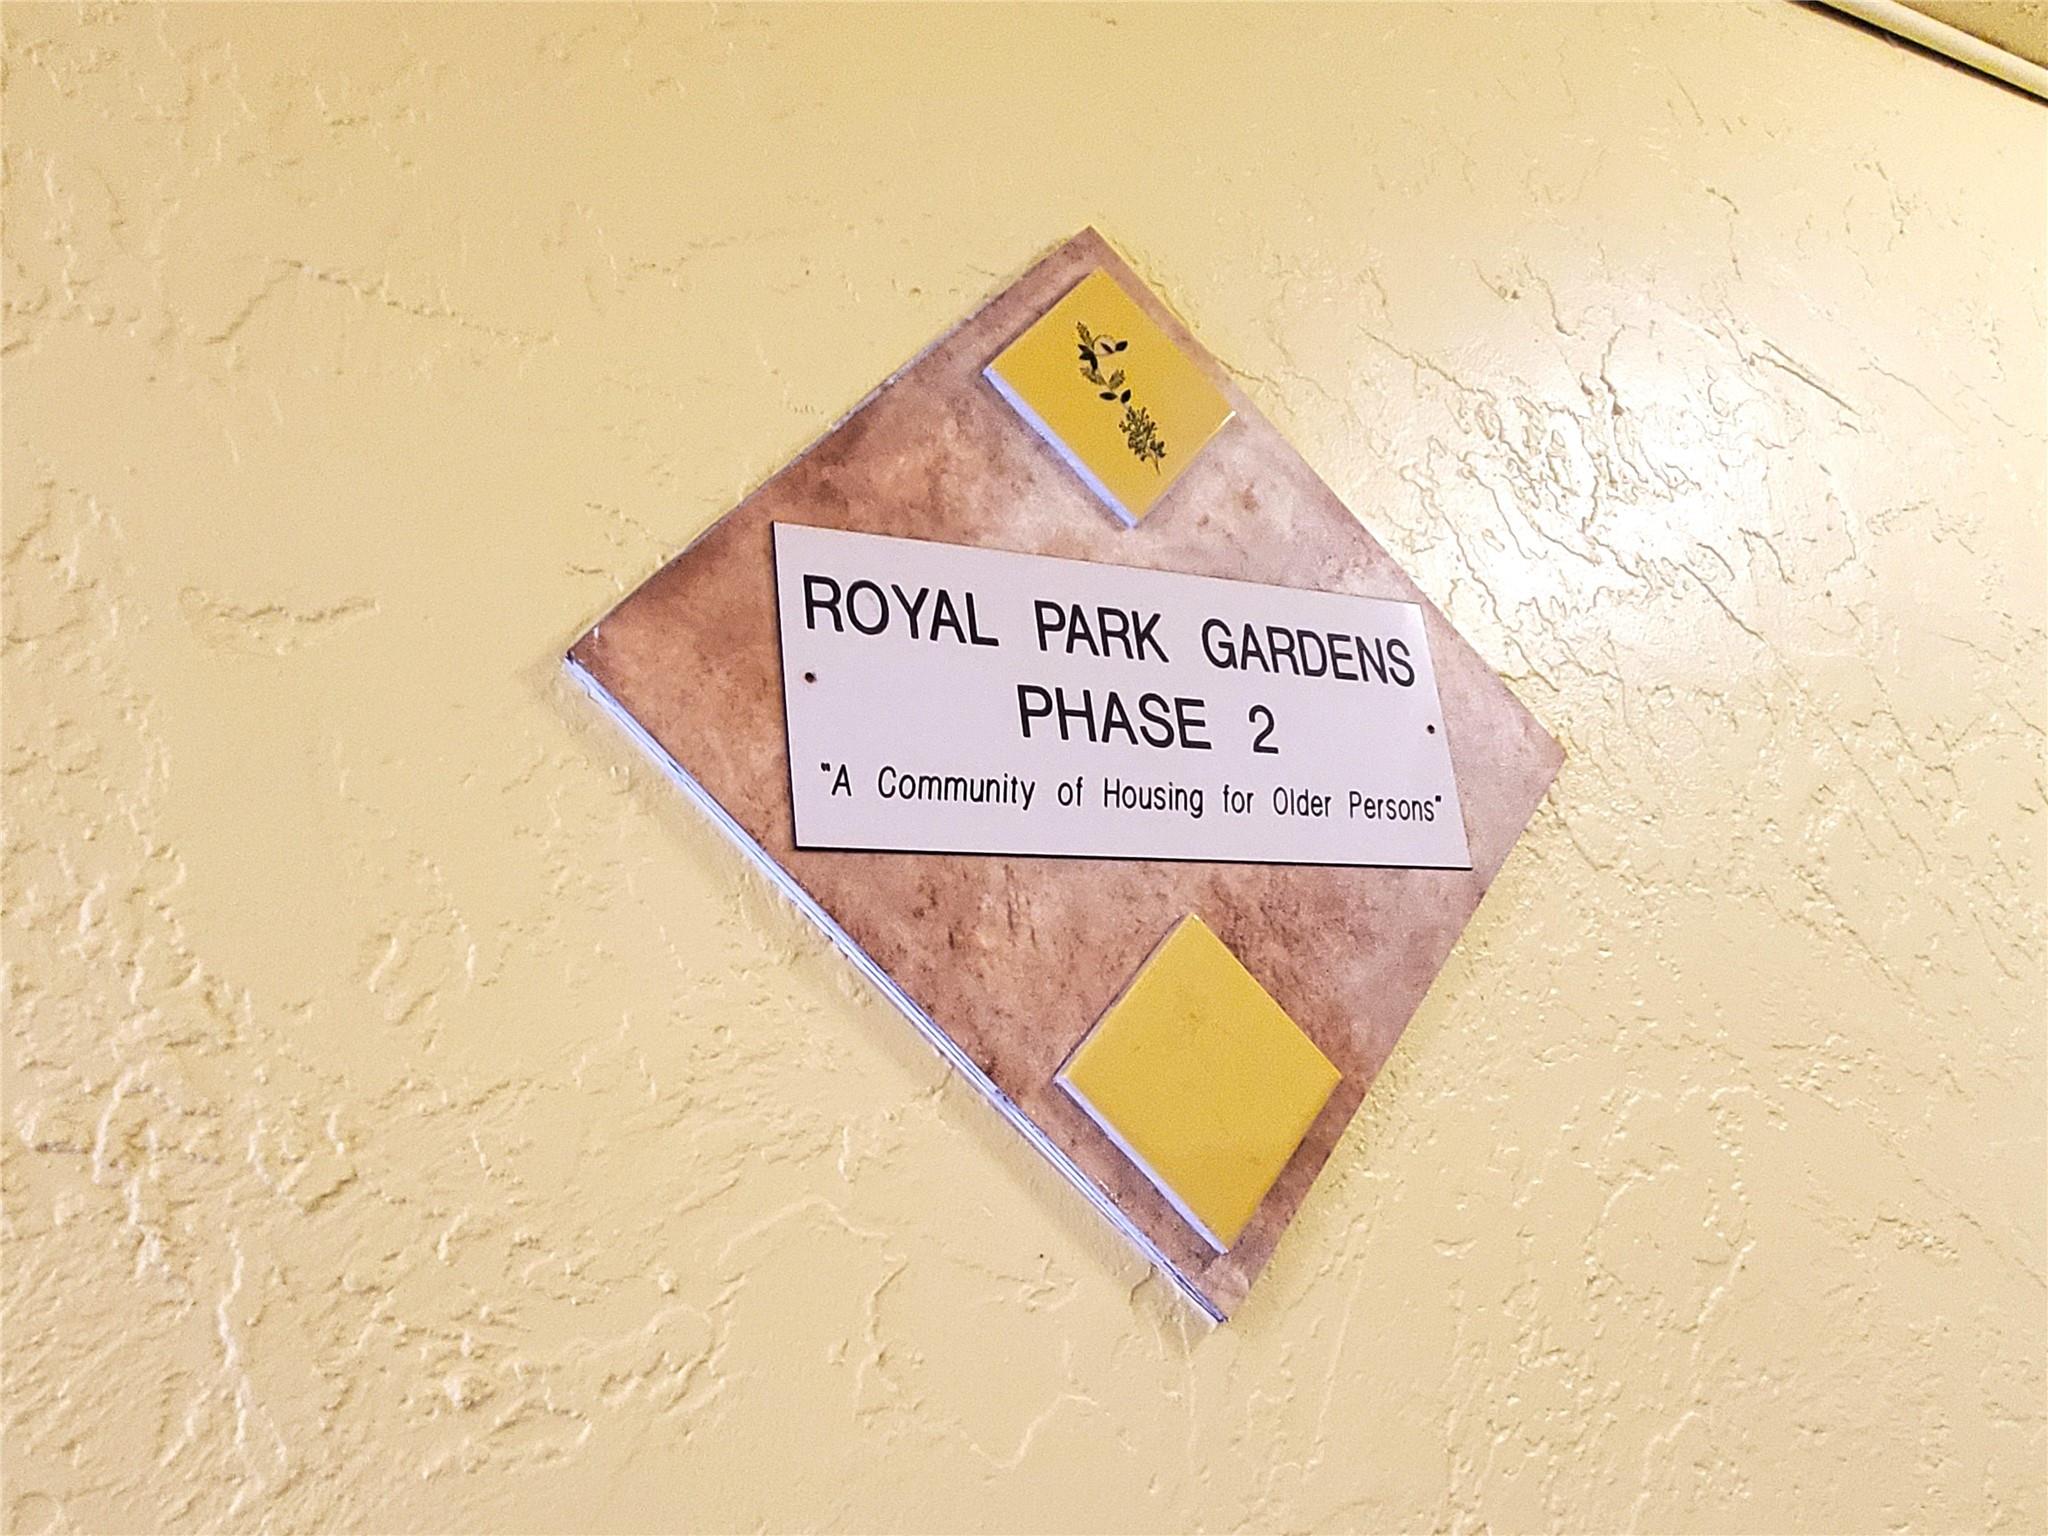 ROYAL PARK GARDENS
PHASE 2
"A Community of Housing for Older Persons"